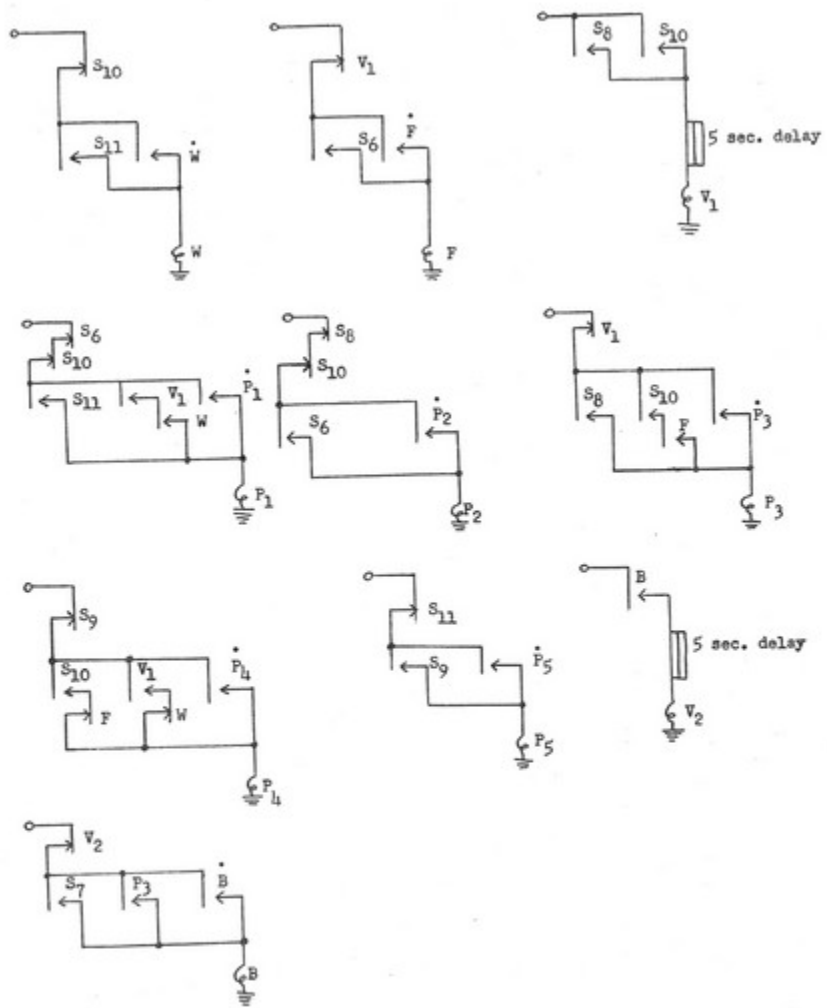 S10
S11
Ẇ
W
V1
S6
Ḟ
F
S8
S10
5 sec. delay
V1
S6
S10
S11
V1
W
Ṗ1
P1
S8
S10
S6
Ṗ2
P2
V1
S8
S10
F
Ṗ3
P3
S9
S10
F
V1
W
Ṗ4
P4
S11
S9
Ṗ5
P5
B
5 sec. delay
V2
V2
S7
P3
Ḃ
B